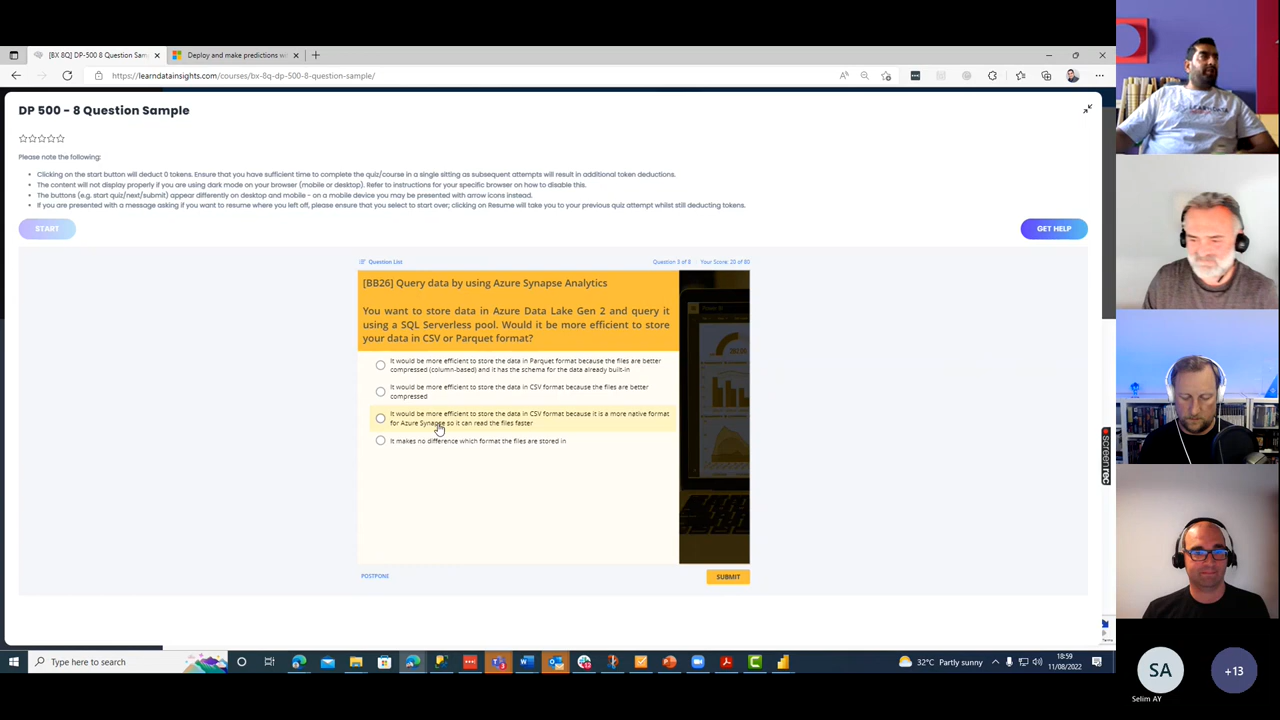 [BX 8Q] DP-500 8 Question Sam
Deploy and make predictions wi
https://learndatainsights.com/courses/bx-8q-dp-500-8-question-sample/
DP 500 - 8 Question Sample
Please note the following:
Clicking on the start button will deduct 0 tokens. Ensure that you have sufficient time to complete the quiz/course in a single sitting as subsequent attempts will result in additional token deductions.
The content will not display properly if you are using dark mode on your browser (mobile or desktop). Refer to instructions for your specific browser on how to disable this.
The buttons (e.g. start quiz/next/submit) appear differently on desktop and mobile - on a mobile device you may be presented with arrow icons instead.
If you are presented with a message asking if you want to resume where you left off, please ensure that you select to start over; clicking on Resume will take you to your previous quiz attempt whilst still deducting tokens.
START
GET HELP
Question List
Question 3 of 8
Your Score: 20 of 80
[BB26] Query data by using Azure Synapse Analytics
You want to store data in Azure Data Lake Gen 2 and query it
using a SQL Serverless pool. Would it be more efficient to store
your data in CSV or Parquet format?
It would be more efficient to store the data in Parquet format because the files are better
compressed (column-based) and it has the schema for the data already built-in
It would be more efficient to store the data in CSV format because the files are better
compressed
It would be more efficient to store the data in CSV format because it is a more native format
for Azure Synapse so it can read the files faster
It makes no difference which format the files are stored in
POSTPONE
SUBMIT
screenrec
Type here to search
32°C Partly sunny
18:59
11/08/2022
SA
Selim AY
+13